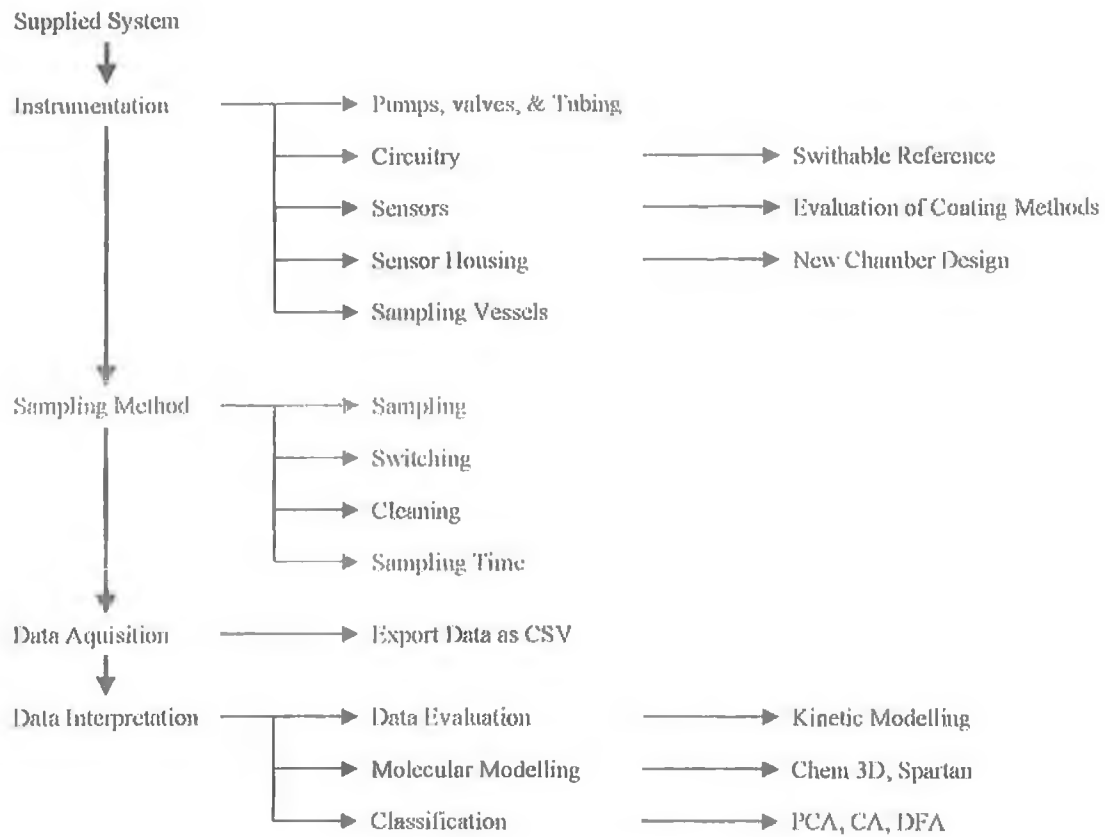 Supplied System
Instrumentation
Pumps, valves, & Tubing
Circuitry
Swithable Reference
Sensors
Evaluation of Coating Methods
Sensor Housing
New Chamber Design
Sampling Vessels
Sampling Method
Sampling
Switching
Cleaning
Sampling Time
Data Aquisition
Export Data as CSV
Data Interpretation
Data Evaluation
Kinetic Modelling
Molecular Modelling
Chem 3D, Spartan
Classification
PCA, CA, DFA